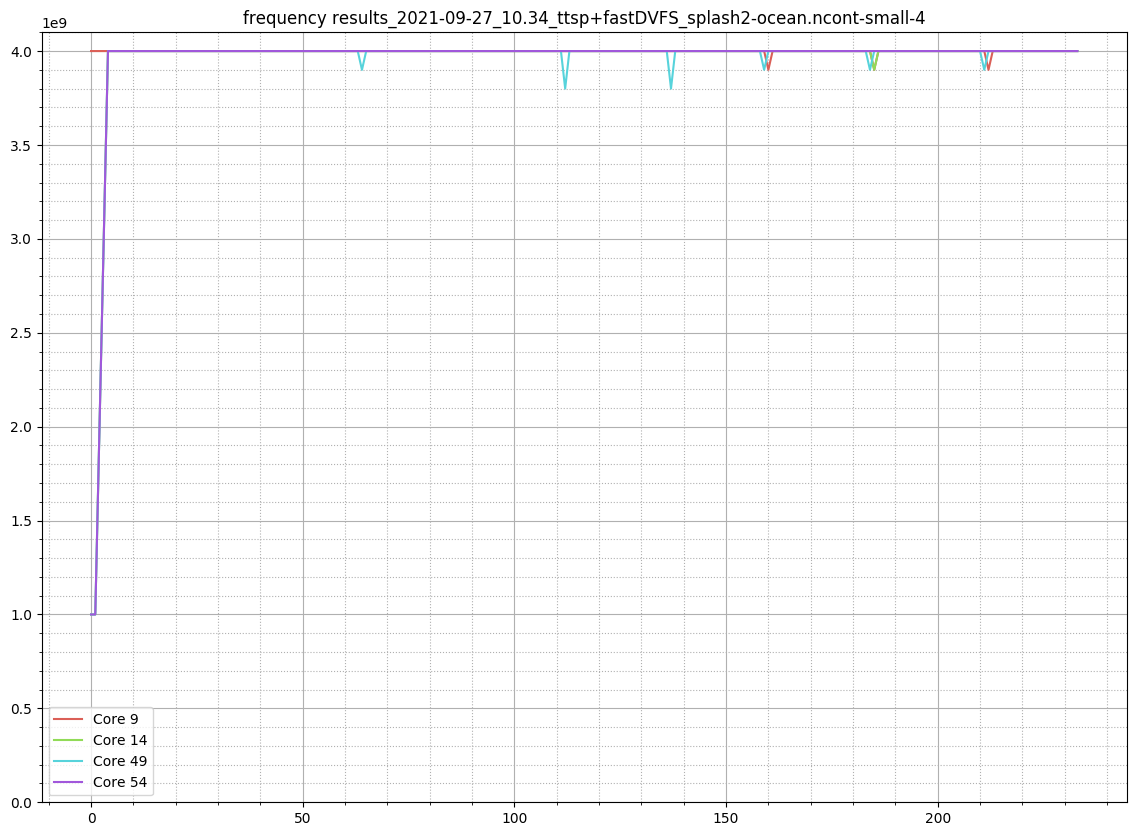 frequency results_2021-09-27_10.34_ttsp+fastDVFS_splash2-ocean.ncont-small-4
1e9
4.0
3.5
3.0
2.5
2.0
1.5
1.0
0.5
0.0
Core 9
Core 14
Core 49
Core 54
0 50 100 150 200